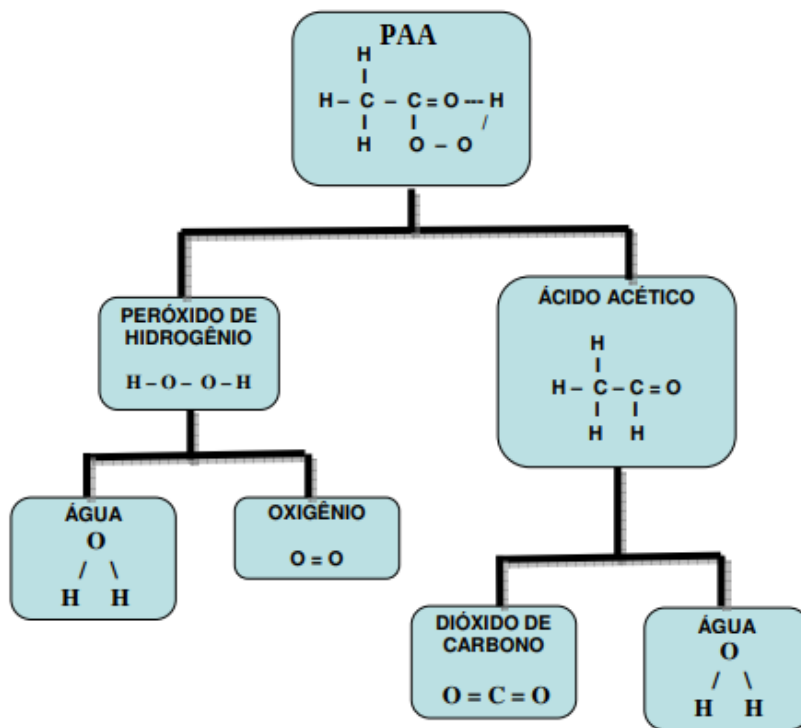 PAA
H
I
H – C – C = O --- H
I I /
H O – O
PERÓXIDO DE
HIDROGÊNIO
H – O – O – H
ÁCIDO ACÉTICO
H
I
H – C – C = O
I I
H H
ÁGUA
O
/ \
H H
OXIGÊNIO
O = O
DIÓXIDO DE
CARBONO
O = C = O
ÁGUA
O
/ \
H H